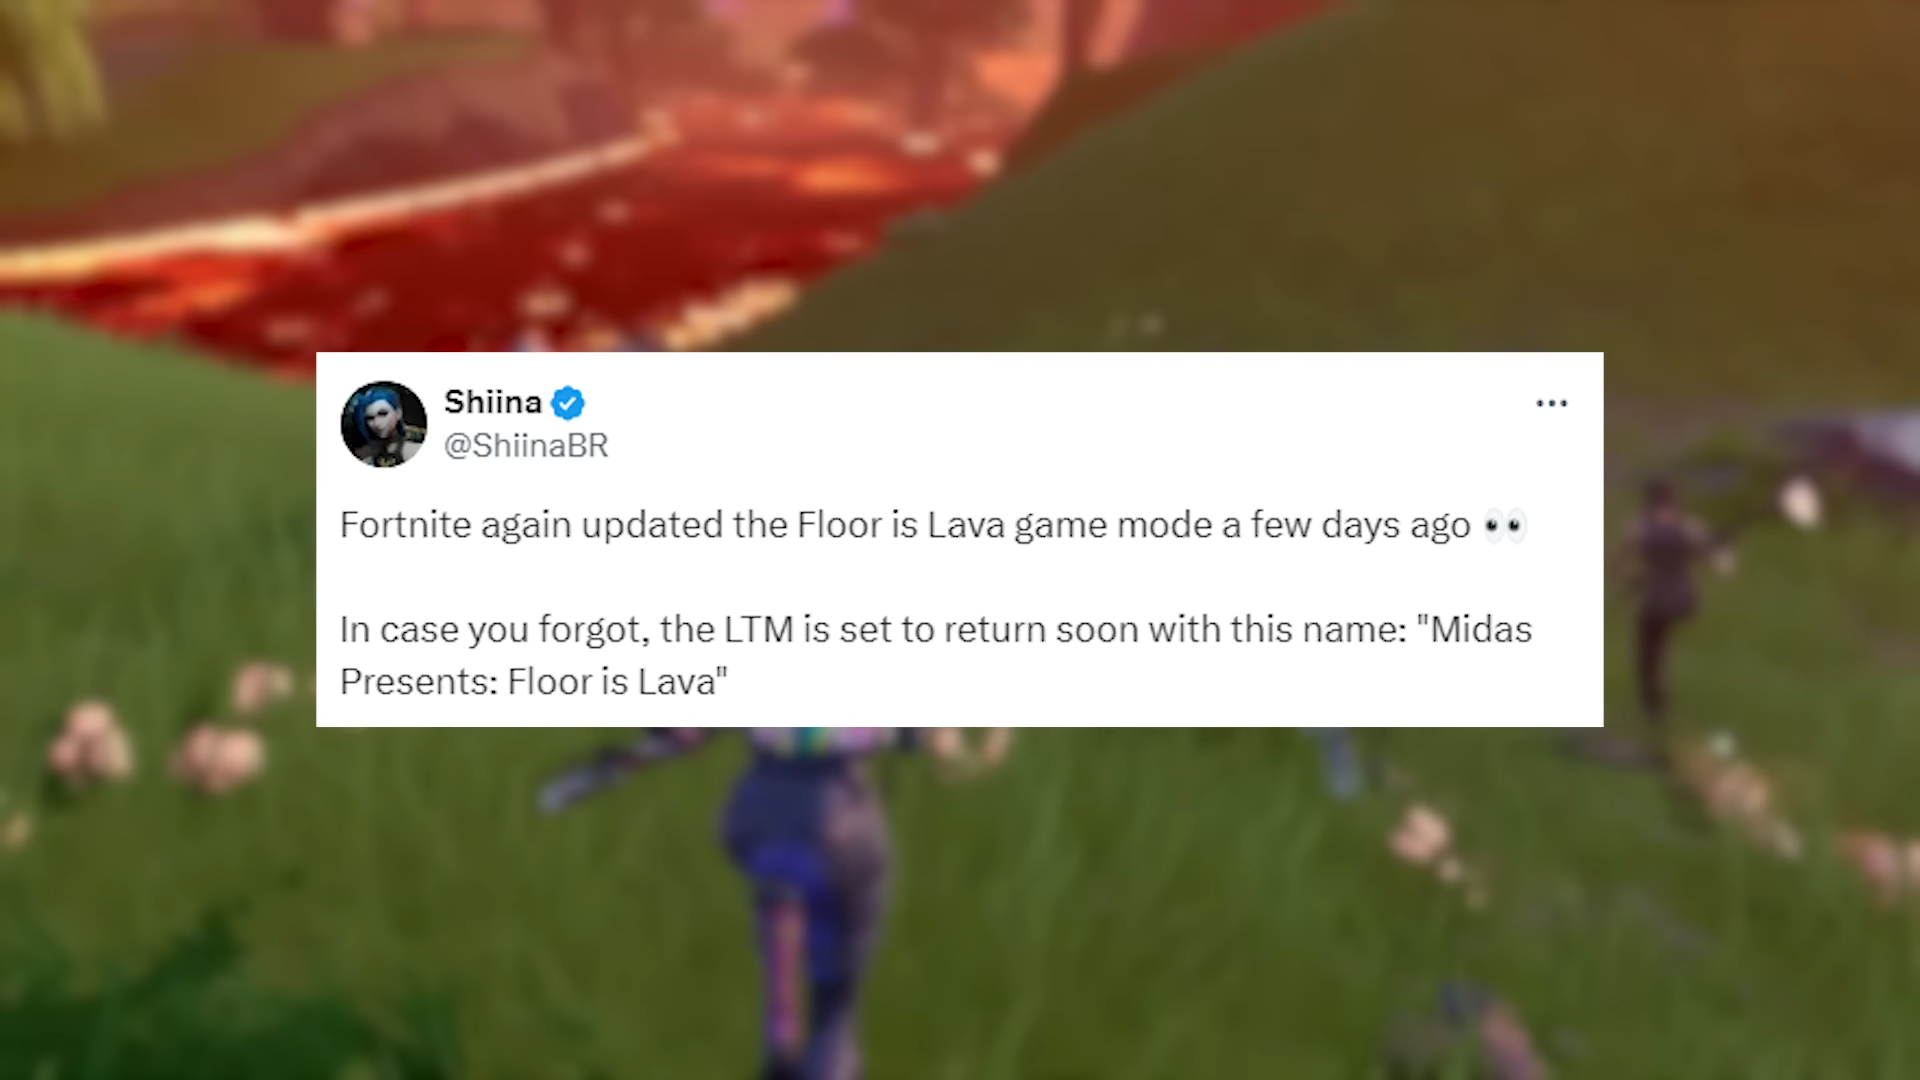 Shiina
@ShiinaBR
Fortnite again updated the Floor is Lava game mode a few days ago 👀
In case you forgot, the LTM is set to return soon with this name: "Midas
Presents: Floor is Lava"